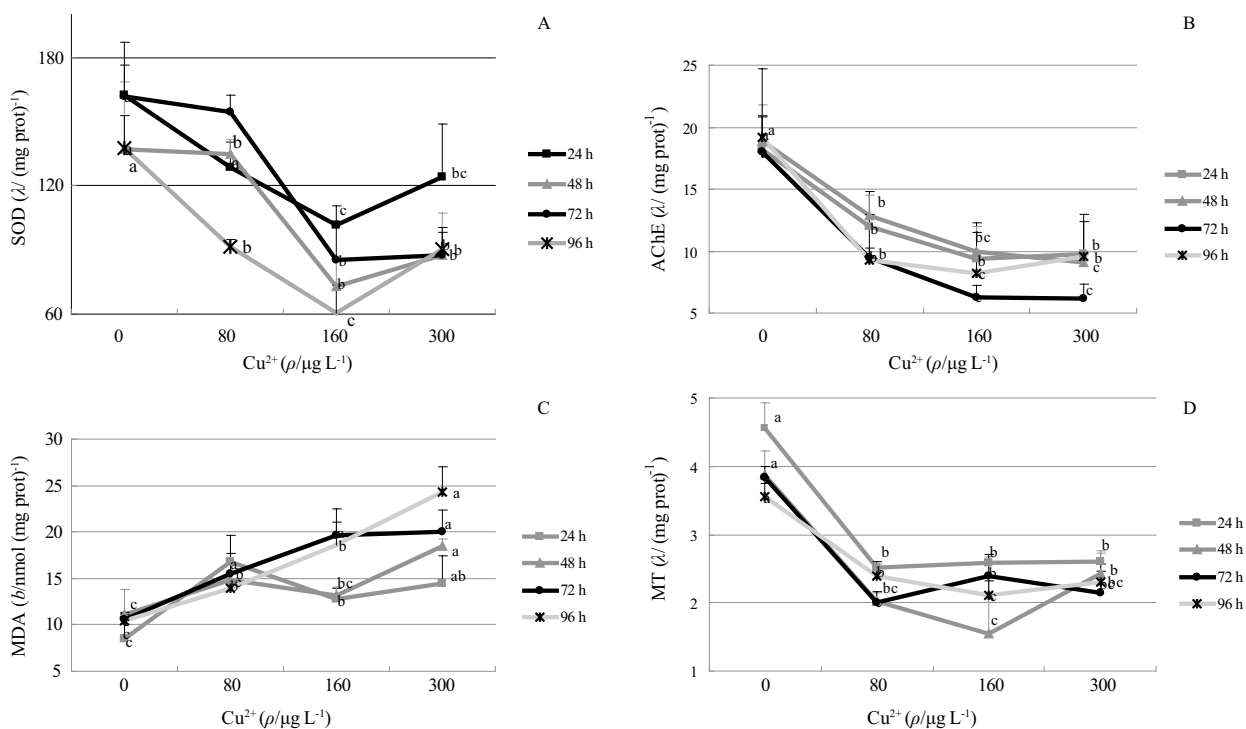 A
180
120
60
SOD (λ/ (mg prot)-1)
a
b
a
b
c
b
b
c
bc
b
b
0 80 160 300
Cu2+ (ρ/μg L-1)
24 h
48 h
72 h
96 h
B
25
20
15
10
5
AChE (λ/ (mg prot)-1)
a
b
b
b
bc
b
c
c
b
b
c
c
0 80 160 300
Cu2+ (ρ/μg L-1)
24 h
48 h
72 h
96 h
C
30
25
20
15
10
5
MDA (b/nmol (mg prot)-1)
c
c
c
a
b
c
b
bc
b
a
a
a
ab
0 80 160 300
Cu2+ (ρ/μg L-1)
24 h
48 h
72 h
96 h
D
5
4
3
2
1
MT (λ/ (mg prot)-1)
a
a
a
b
b
bc
c
b
b
c
c
b
b
bc
0 80 160 300
Cu2+ (ρ/μg L-1)
24 h
48 h
72 h
96 h